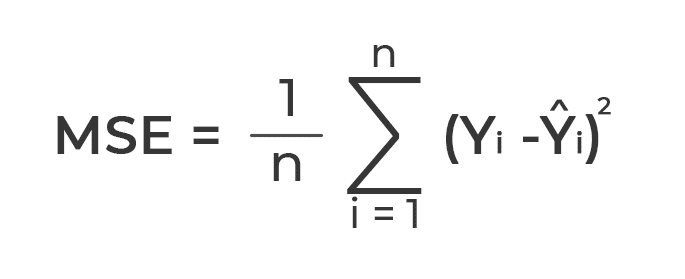 MSE = 1/n ∑ n i = 1 (Yi - Ŷi)²